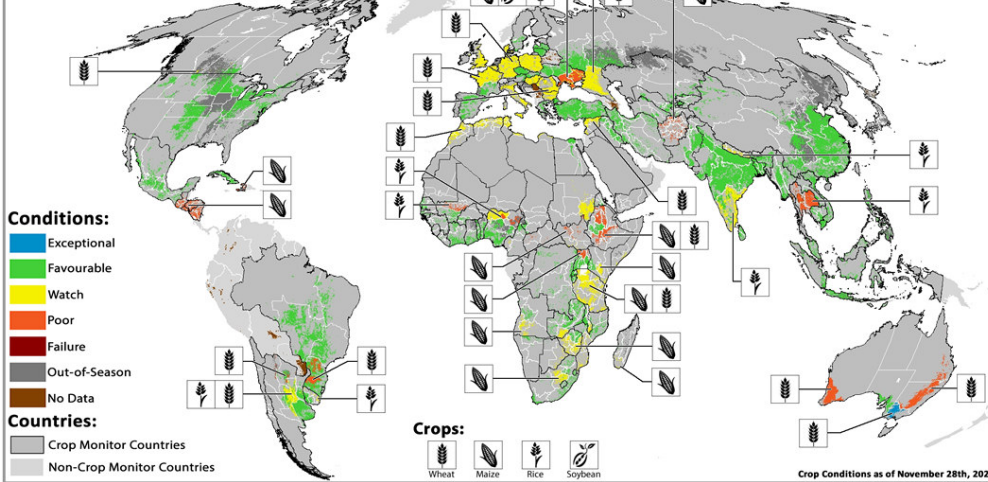 Conditions:
Exceptional
Favourable
Watch
Poor
Failure
Out-of-Season
No Data
Countries:
Crop Monitor Countries
Non-Crop Monitor Countries
Crops:
Wheat
Maize
Rice
Soybean
Crop Conditions as of November 28th, 202